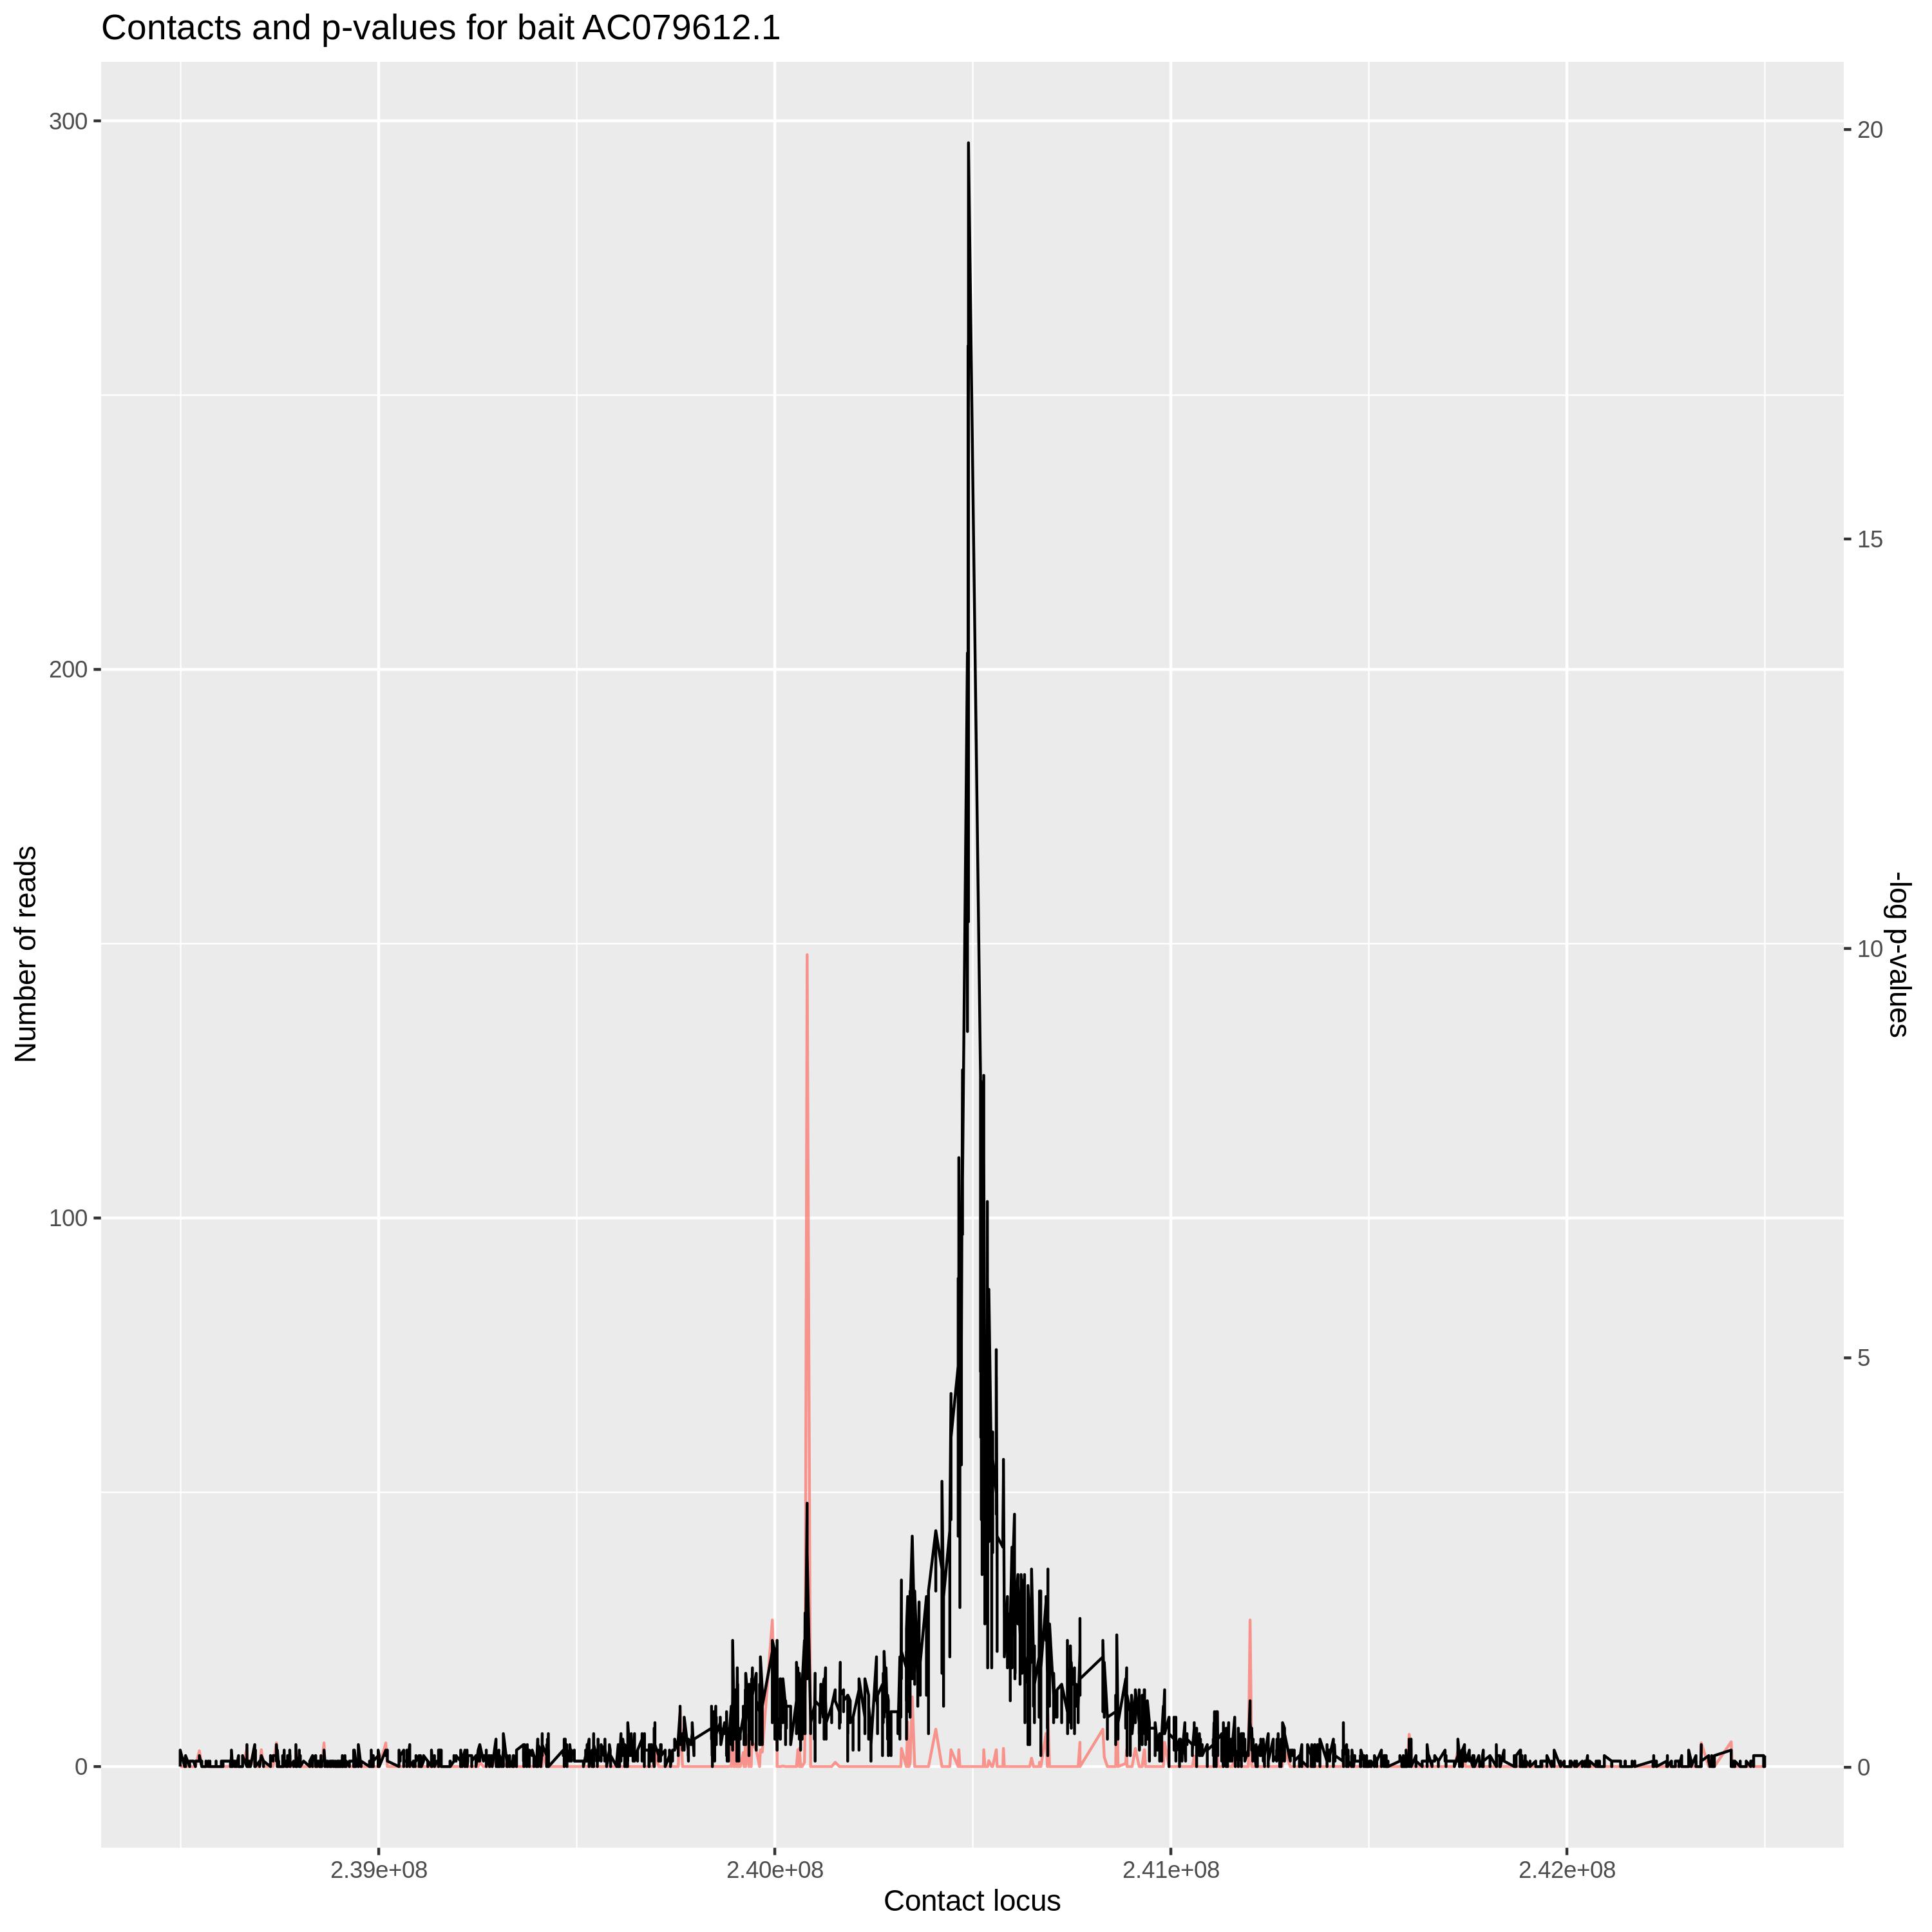 Contacts and p-values for bait AC079612.1
300
200
100
0
Number of reads
20
15
10
5
0
-log p-values
2.39e+08
2.40e+08
2.41e+08
2.42e+08
Contact locus